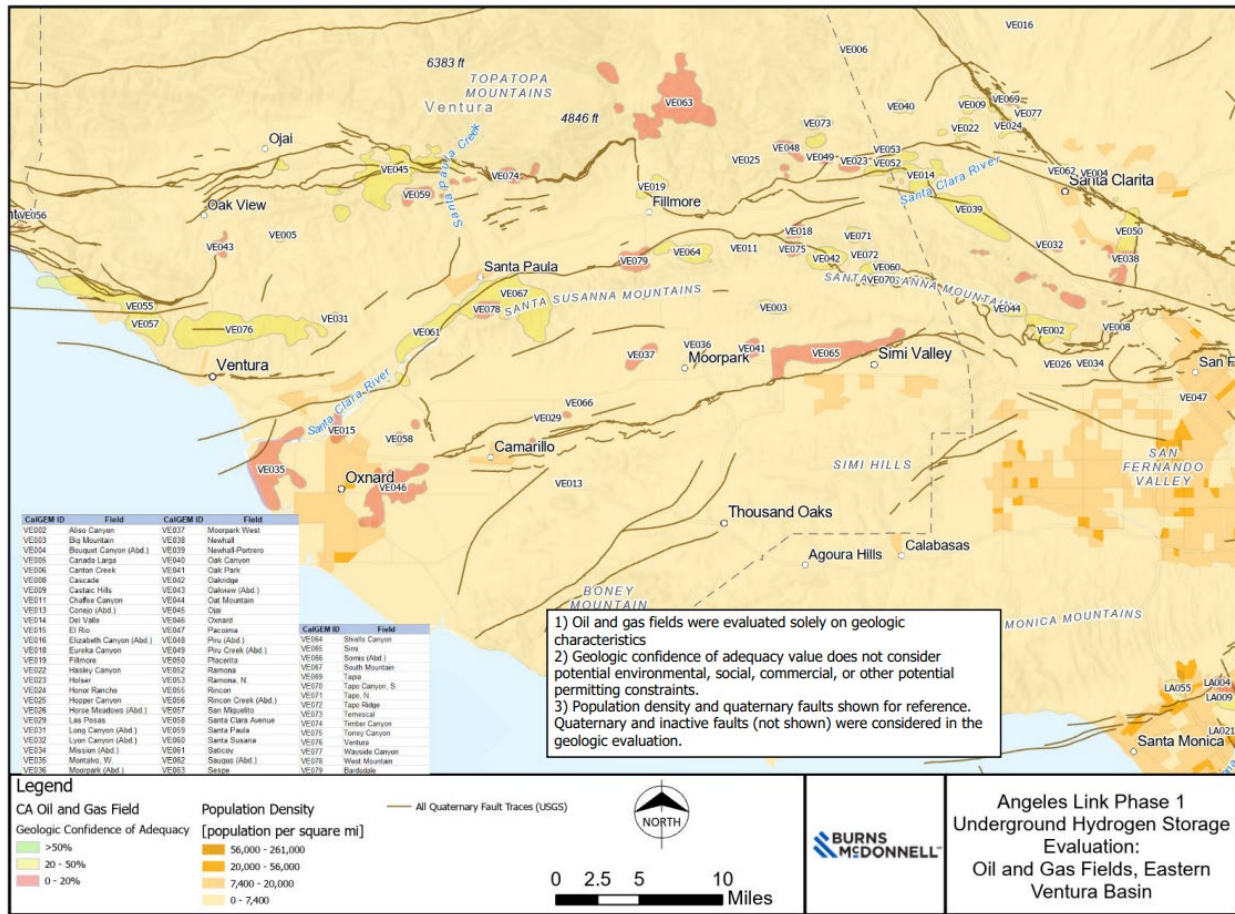 VE016
VE006
6383 ft
TOPATOPA
MOUNTAINS
Ventura
4846 ft
VE063
VE040
VE009
VE069
VE077
VE022
VE024
VE073
Ojai
VE048
VE025
VE049
VE023
VE053
VE052
VE045
VE074
VE014
VE062
VE004
Santa Clarita
Santa Paula Creek
Santa Clara River
VE059
VE019
Fillmore
VE039
VE056
Oak View
VE005
VE043
VE018
VE071
VE050
VE032
VE011
VE075
VE072
VE079
VE064
VE042
VE060
VE038
VE070
Santa Paula
SANTA SUSANNA MOUNTAINS
SANTA SUSANNA MOUNTAINS
VE067
VE078
VE003
VE044
VE055
VE057
VE076
VE031
VE061
VE002
VE008
VE037
VE036
VE041
Moorpark
VE065
Simi Valley
VE026
VE034
San F
VE047
Ventura
Santa Clara River
VE066
VE029
VE015
VE058
Camarillo
VE035
Oxnard
VE046
VE013
SIMI HILLS
SAN
FERNANDO
VALLEY
Thousand Oaks
Agoura Hills
Calabasas
BONEY
MOUNTAIN
MONICA MOUNTAINS
LA055
LA004
LA009
LA021
Santa Monica
CalGEM ID Field CalGEM ID Field
VE002 Aliso Canyon VE037 Moorpark West
VE003 Big Mountain VE038 Newhall
VE004 Bouquet Canyon (Abd.) VE039 Newhall-Portrero
VE005 Canada Larga VE040 Oak Canyon
VE006 Canton Creek VE041 Oak Park
VE008 Cascade VE042 Oakridge
VE009 Castaic Hills VE043 Oakview (Abd.)
VE011 Chaffee Canyon VE044 Oat Mountain
VE013 Conejo (Abd.) VE045 Ojai
VE014 Del Valle VE046 Oxnard
VE015 El Rio VE047 Pacoima
VE016 Elizabeth Canyon (Abd.) VE048 Piru (Abd.)
VE018 Eureka Canyon VE049 Piru Creek (Abd.)
VE019 Fillmore VE050 Placerita
VE022 Hasley Canyon VE052 Ramona
VE023 Holser VE053 Ramona, N.
VE024 Honor Rancho VE055 Rincon
VE025 Hopper Canyon VE056 Rincon Creek (Abd.)
VE026 Horse Meadows (Abd.) VE057 San Miguelito
VE029 Las Posas VE058 Santa Clara Avenue
VE031 Long Canyon (Abd.) VE059 Santa Paula
VE032 Lyon Canyon (Abd.) VE060 Santa Susana
VE034 Mission (Abd.) VE061 Saticoy
VE035 Montalvo, W. VE062 Saugus (Abd.)
VE036 Moorpark (Abd.) VE063 Sespe
CalGEM ID Field
VE064 Shiells Canyon
VE065 Simi
VE066 Somis (Abd.)
VE067 South Mountain
VE069 Tapia
VE070 Tapo Canyon, S.
VE071 Tapo, N
VE072 Tapo Ridge
VE073 Temescal
VE074 Timber Canyon
VE075 Torrey Canyon
VE076 Ventura
VE077 Wayside Canyon
VE078 West Mountain
VE079 Bardsdale
1) Oil and gas fields were evaluated solely on geologic
characteristics
2) Geologic confidence of adequacy value does not consider
potential environmental, social, commercial, or other potential
permitting constraints.
3) Population density and quaternary faults shown for reference.
Quaternary and inactive faults (not shown) were considered in the
geologic evaluation.
Legend
CA Oil and Gas Field
Geologic Confidence of Adequacy
>50%
20 - 50%
0 - 20%
Population Density
[population per square mi]
56,000 - 261,000
20,000 - 56,000
7,400 - 20,000
0 - 7,400
All Quaternary Fault Traces (USGS)
NORTH
0 2.5 5 10
Miles
BURNS
McDONNELL
Angeles Link Phase 1
Underground Hydrogen Storage
Evaluation:
Oil and Gas Fields, Eastern
Ventura Basin